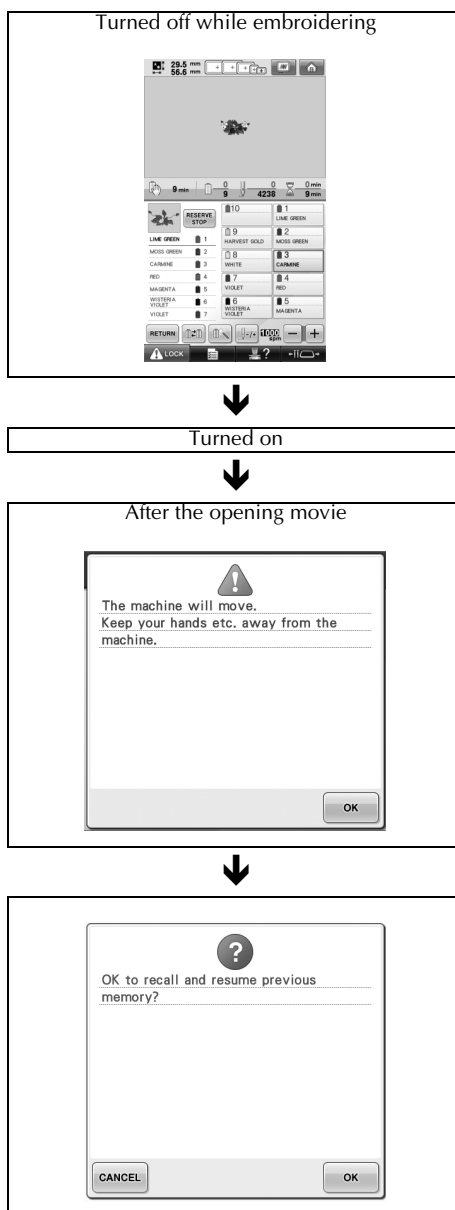 Turned off while embroidering
29.5 mm
56.6 mm
9 min
0
9
0
4238
0 min
9 min
RESERVE
STOP
LIME GREEN 1
MOSS GREEN 2
CARMINE 3
RED 4
MAGENTA 5
WISTERIA
VIOLET 6
VIOLET 7
10
1
LIME GREEN
9
HARVEST GOLD
2
MOSS GREEN
8
WHITE
3
CARMINE
7
VIOLET
4
RED
6
WISTERIA
VIOLET
5
MAGENTA
RETURN
-/+
1000
spm
−
+
LOCK
?
Turned on
After the opening movie
The machine will move.
Keep your hands etc. away from the
machine.
OK
?
OK to recall and resume previous
memory?
CANCEL
OK